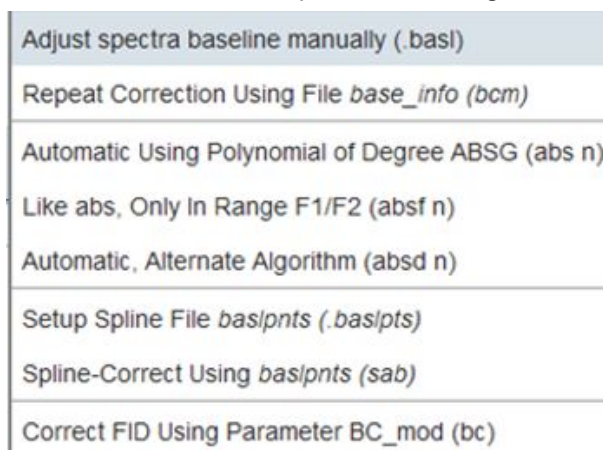 Adjust spectra baseline manually (.basl)
Repeat Correction Using File base_info (bcm)
Automatic Using Polynomial of Degree ABSG (abs n)
Like abs, Only In Range F1/F2 (absf n)
Automatic, Alternate Algorithm (absd n)
Setup Spline File baslpnts (.baslpts)
Spline-Correct Using baslpnts (sab)
Correct FID Using Parameter BC_mod (bc)